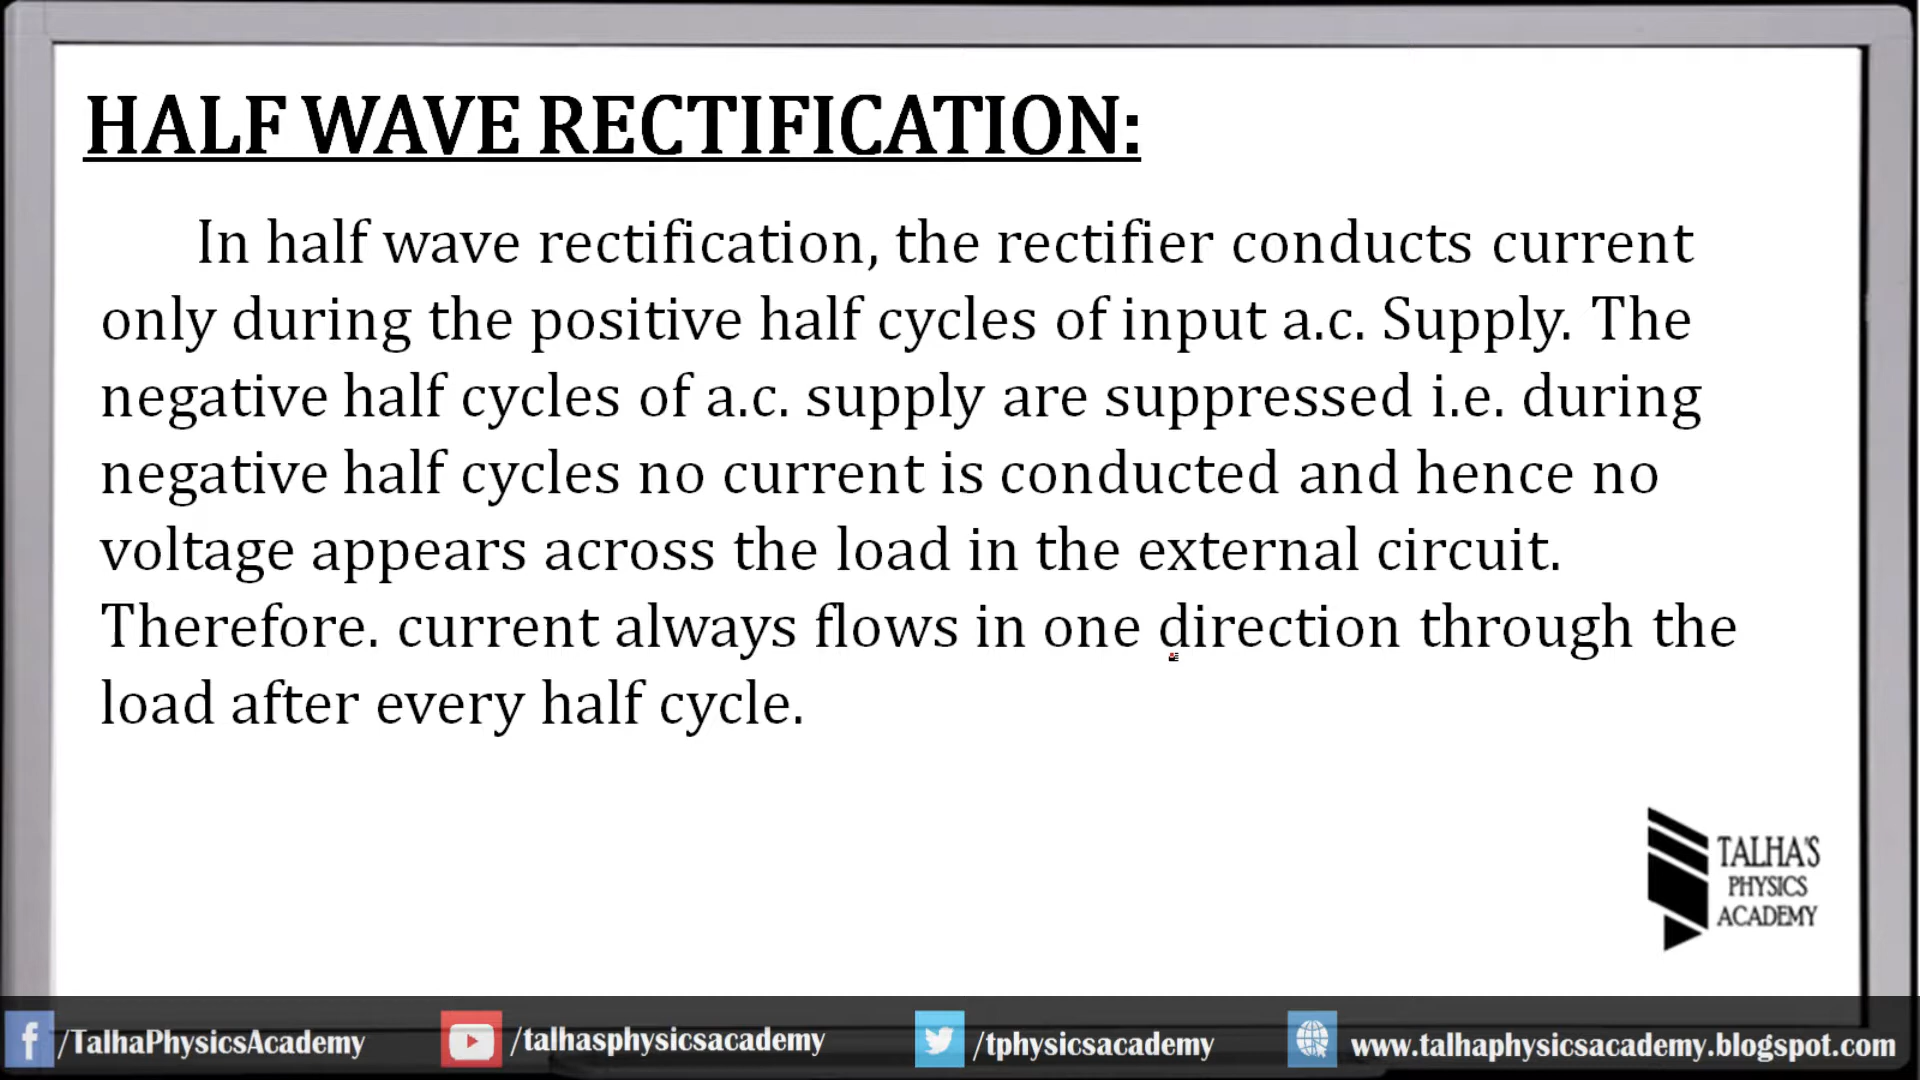 HALF WAVE RECTIFICATION:
In half wave rectification, the rectifier conducts current
only during the positive half cycles of input a.c. Supply. The
negative half cycles of a.c. supply are suppressed i.e. during
negative half cycles no current is conducted and hence no
voltage appears across the load in the external circuit.
Therefore. current always flows in one direction through the
load after every half cycle.
TALHA'S
PHYSICS
ACADEMY
/TalhaPhysicsAcademy
/talhasphysicsacademy
/tphysicsacademy
www.talhaphysicsacademy.blogspot.com